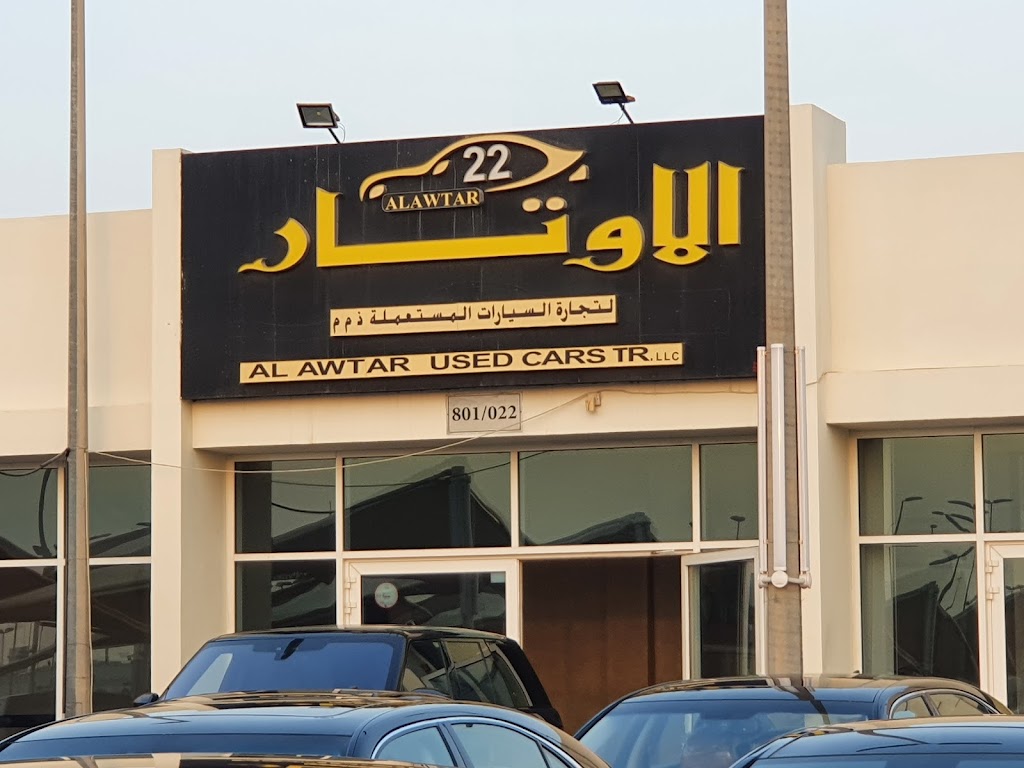 22
ALAWTAR
الاوتار
لتجارة السيارات المستعملة ذ م م
AL AWTAR USED CARS TR. LLC
801/022